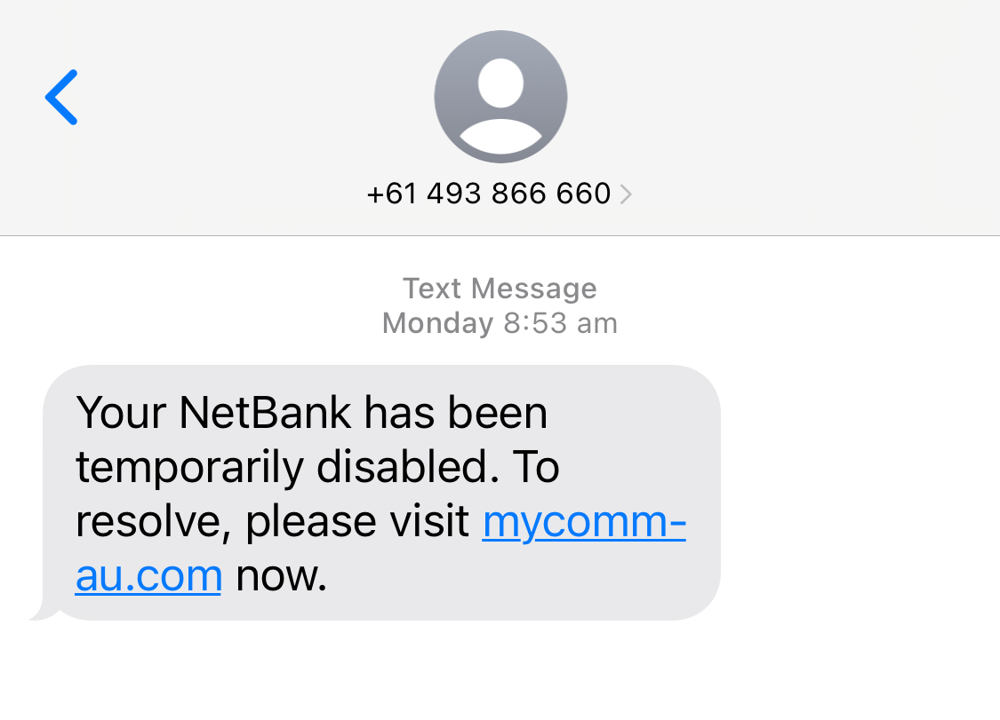 +61 493 866 660
Text Message
Monday 8:53 am
Your NetBank has been
temporarily disabled. To
resolve, please visit mycomm-
au.com now.